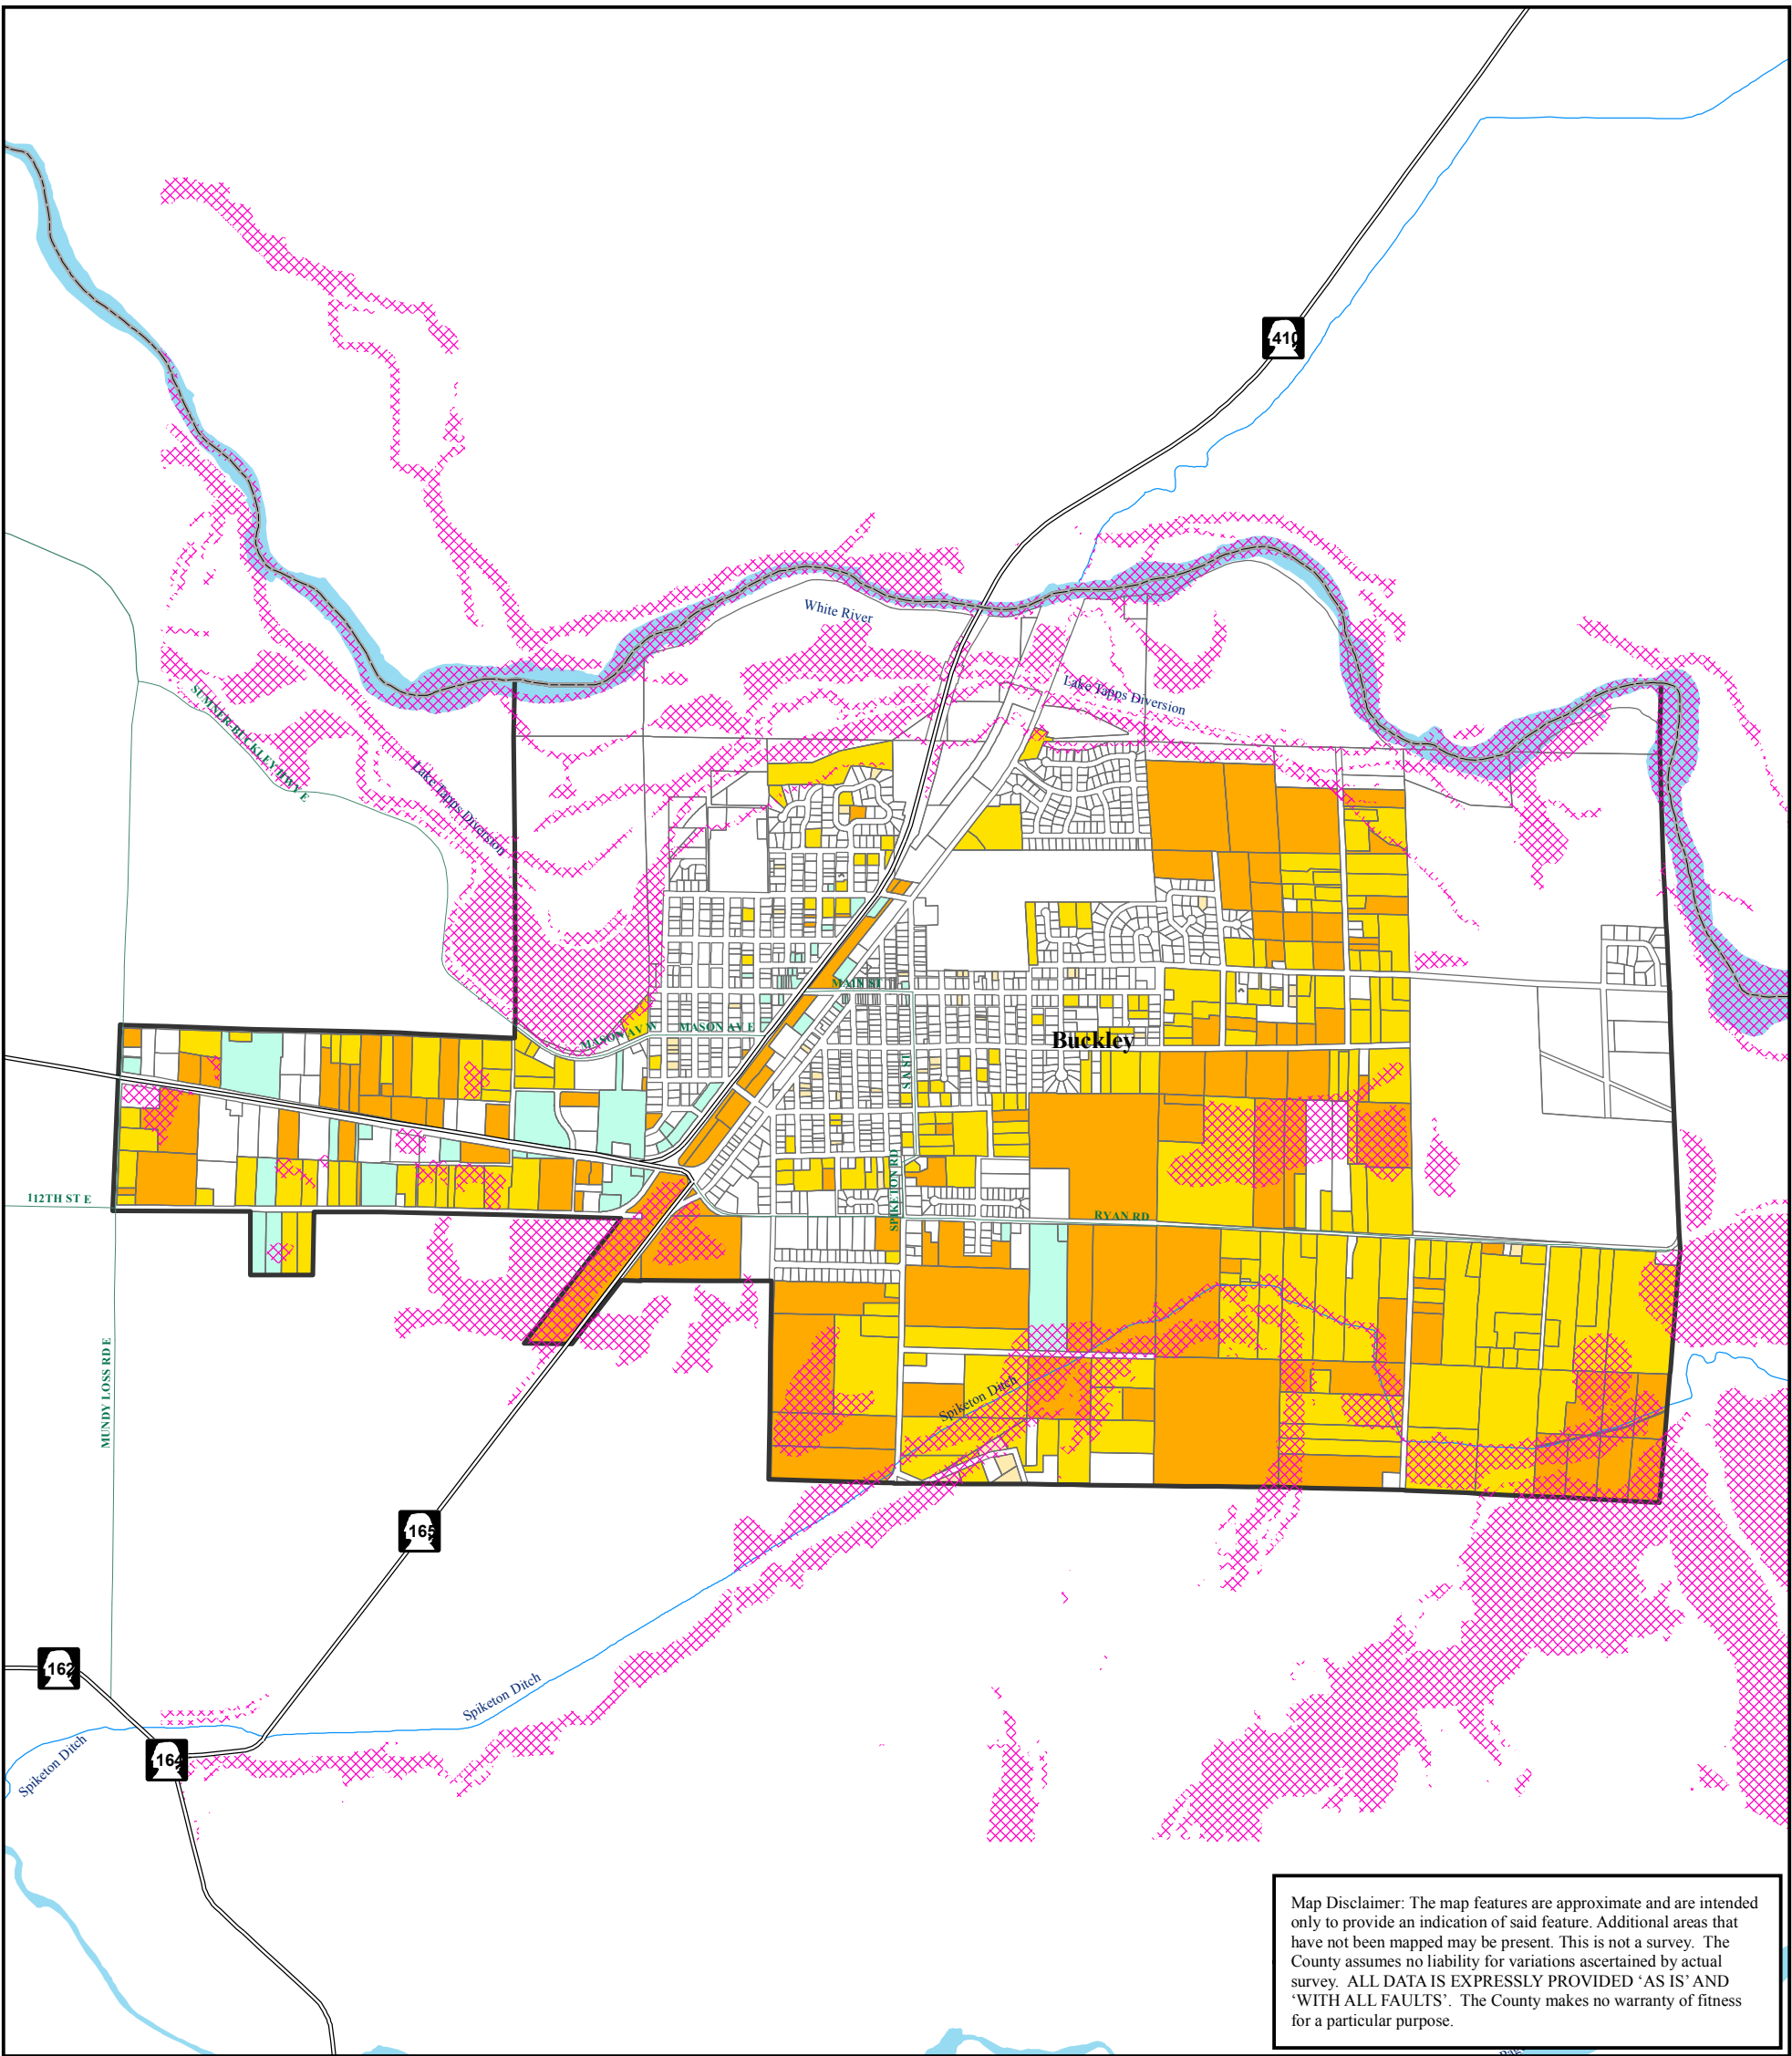 410
White River
Lake Tapps Diversion
SUMNER-BUCKLEY HWY E
Lake Tapps Diversion
MAIN ST
MASON AV W
MASON AV E
Buckley
S A ST
112TH ST E
SPIKETON RD
RYAN RD
MUNDY LOSS RD E
Spiketon Ditch
165
162
Spiketon Ditch
164
Spiketon Ditch
Map Disclaimer: The map features are approximate and are intended
only to provide an indication of said feature. Additional areas that
have not been mapped may be present. This is not a survey. The
County assumes no liability for variations ascertained by actual
survey. ALL DATA IS EXPRESSLY PROVIDED ‘AS IS’ AND
‘WITH ALL FAULTS’. The County makes no warranty of fitness
for a particular purpose.